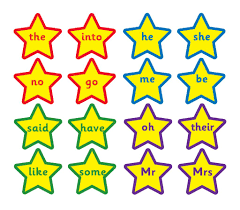 the into he she
no go me be
said have oh their
like some Mr Mrs